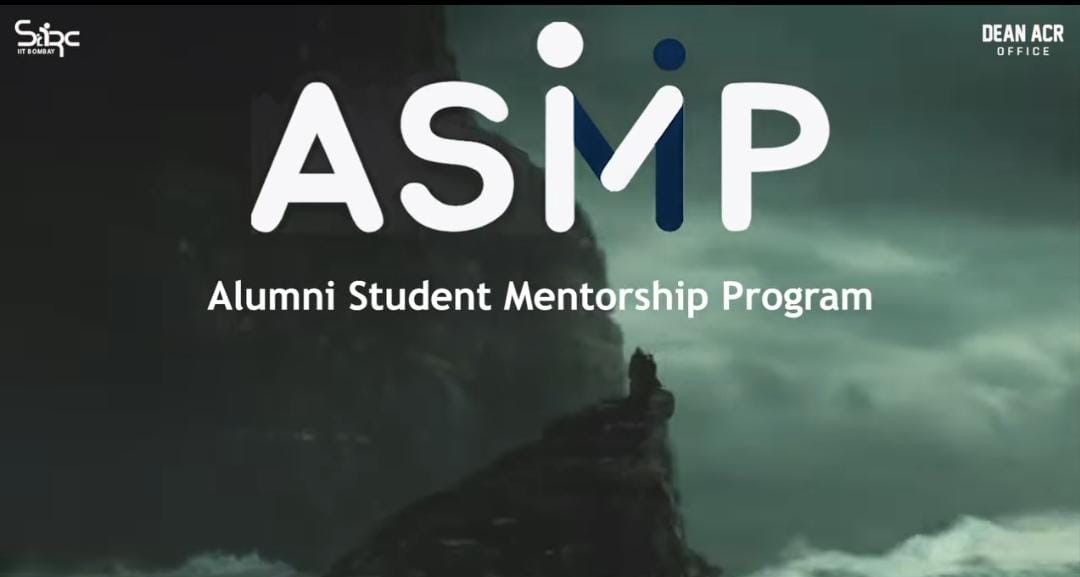 SARC
IIT BOMBAY
DEAN ACR
OFFICE
ASMP
Alumni Student Mentorship Program